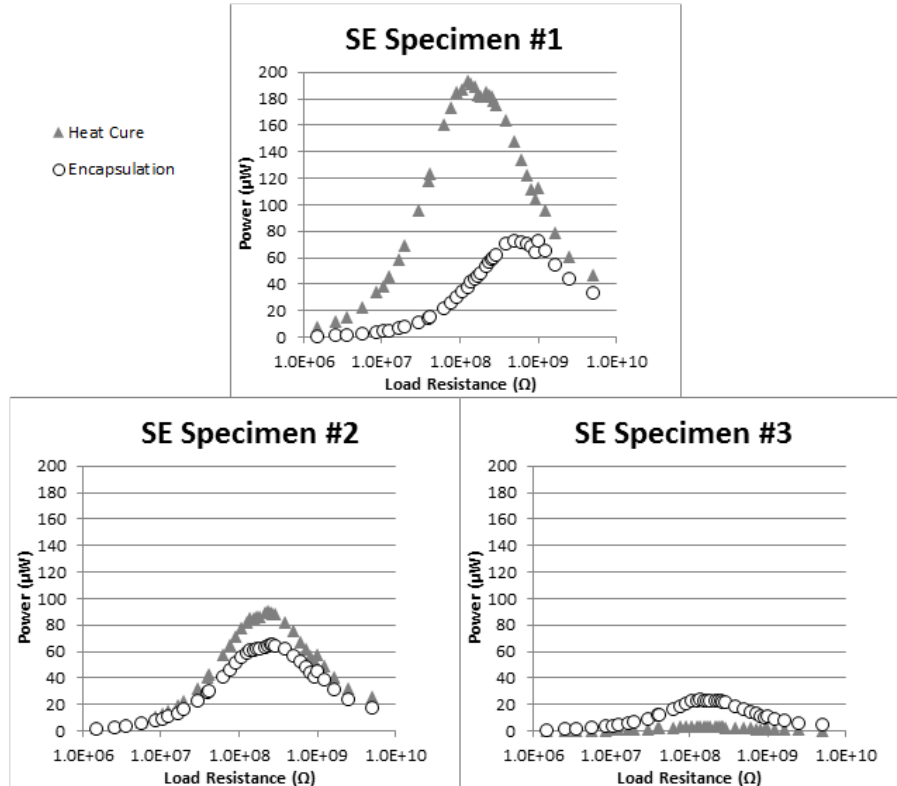 SE Specimen #1
Heat Cure
Encapsulation
Power (µW)
200
180
160
140
120
100
80
60
40
20
0
1.0E+06 1.0E+07 1.0E+08 1.0E+09 1.0E+10
Load Resistance (Ω)
SE Specimen #2
Power (µW)
200
180
160
140
120
100
80
60
40
20
0
1.0E+06 1.0E+07 1.0E+08 1.0E+09 1.0E+10
Load Resistance (Ω)
SE Specimen #3
Power (µW)
200
180
160
140
120
100
80
60
40
20
0
1.0E+06 1.0E+07 1.0E+08 1.0E+09 1.0E+10
Load Resistance (Ω)